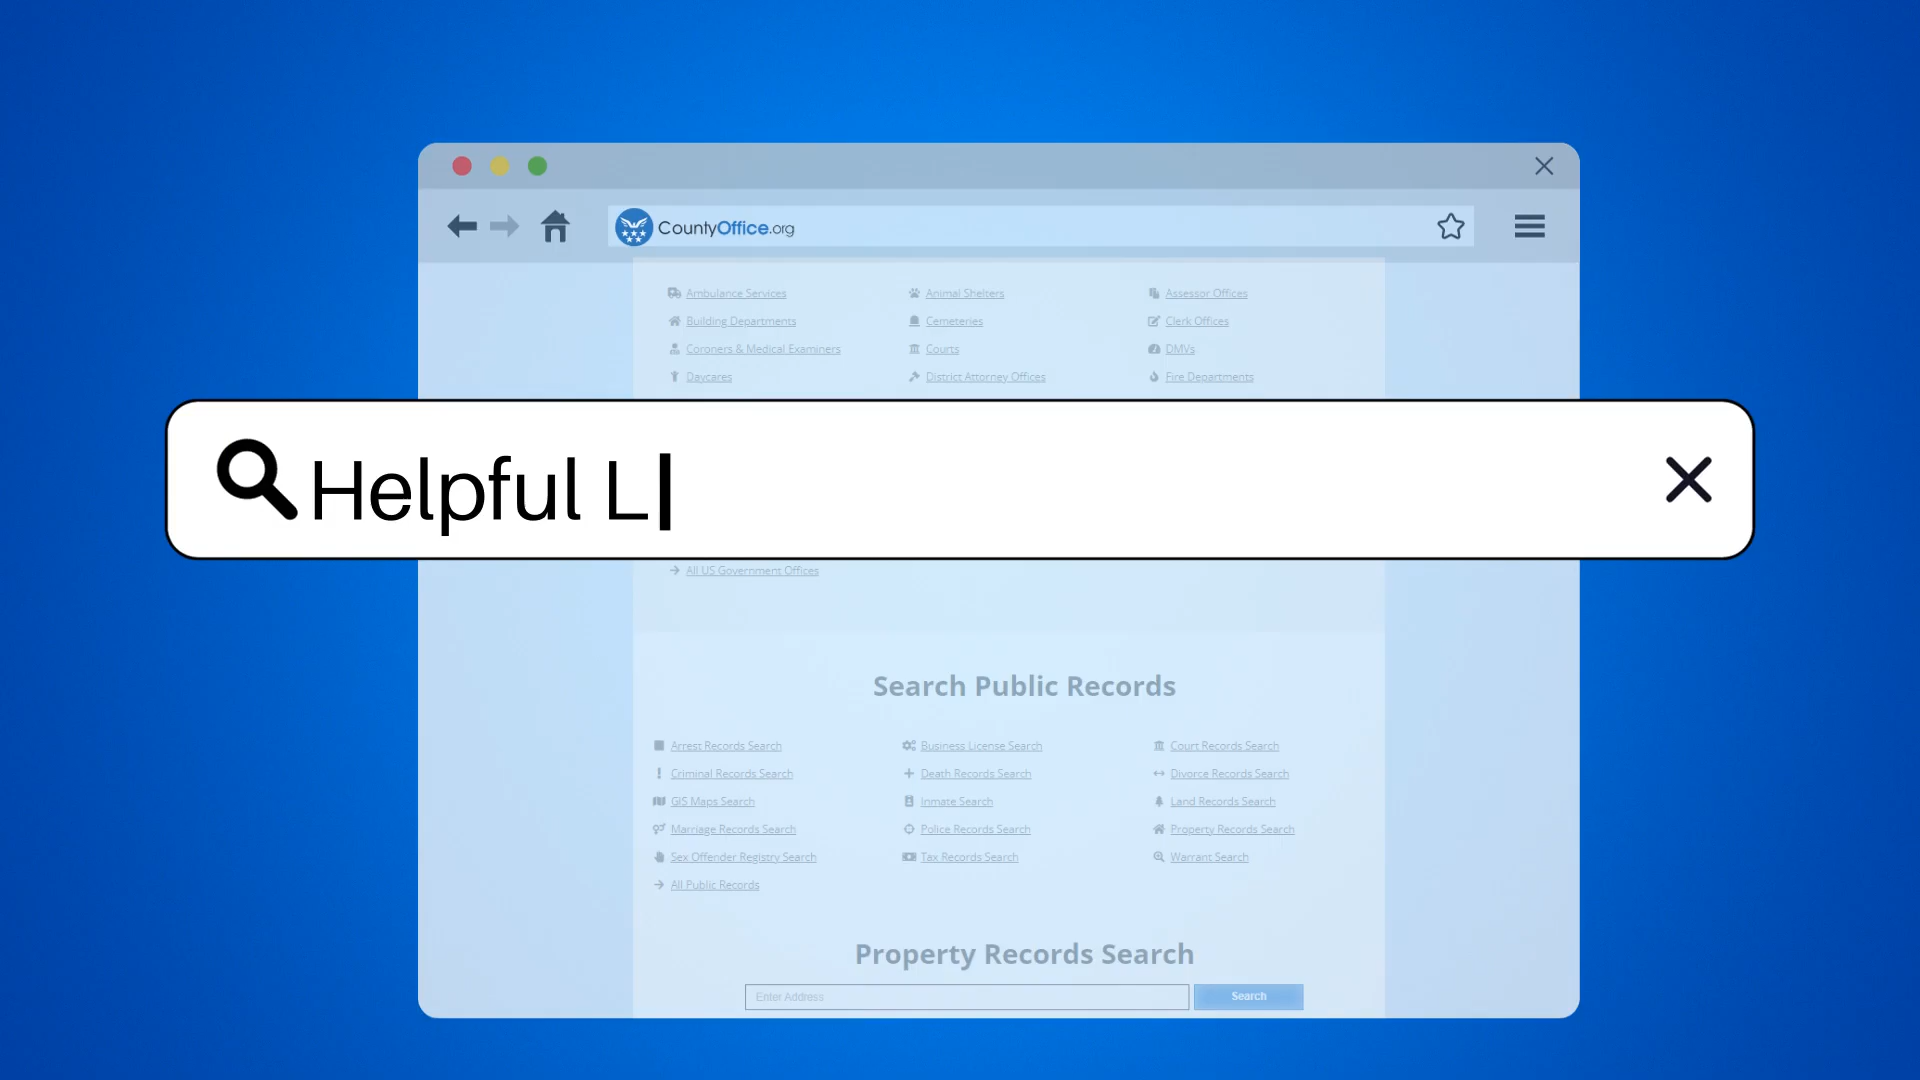 CountyOffice.org
Ambulance Services Animal Shelters Assessor Offices
Building Departments Cemeteries Clerk Offices
Coroners & Medical Examiners Courts DMVs
Daycares District Attorney Offices Fire Departments
Helpful L
All US Government Offices
Search Public Records
Arrest Records Search Business License Search Court Records Search
Criminal Records Search Death Records Search Divorce Records Search
GIS Maps Search Inmate Search Land Records Search
Marriage Records Search Police Records Search Property Records Search
Sex Offender Registry Search Tax Records Search Warrant Search
All Public Records
Property Records Search
Enter Address Search